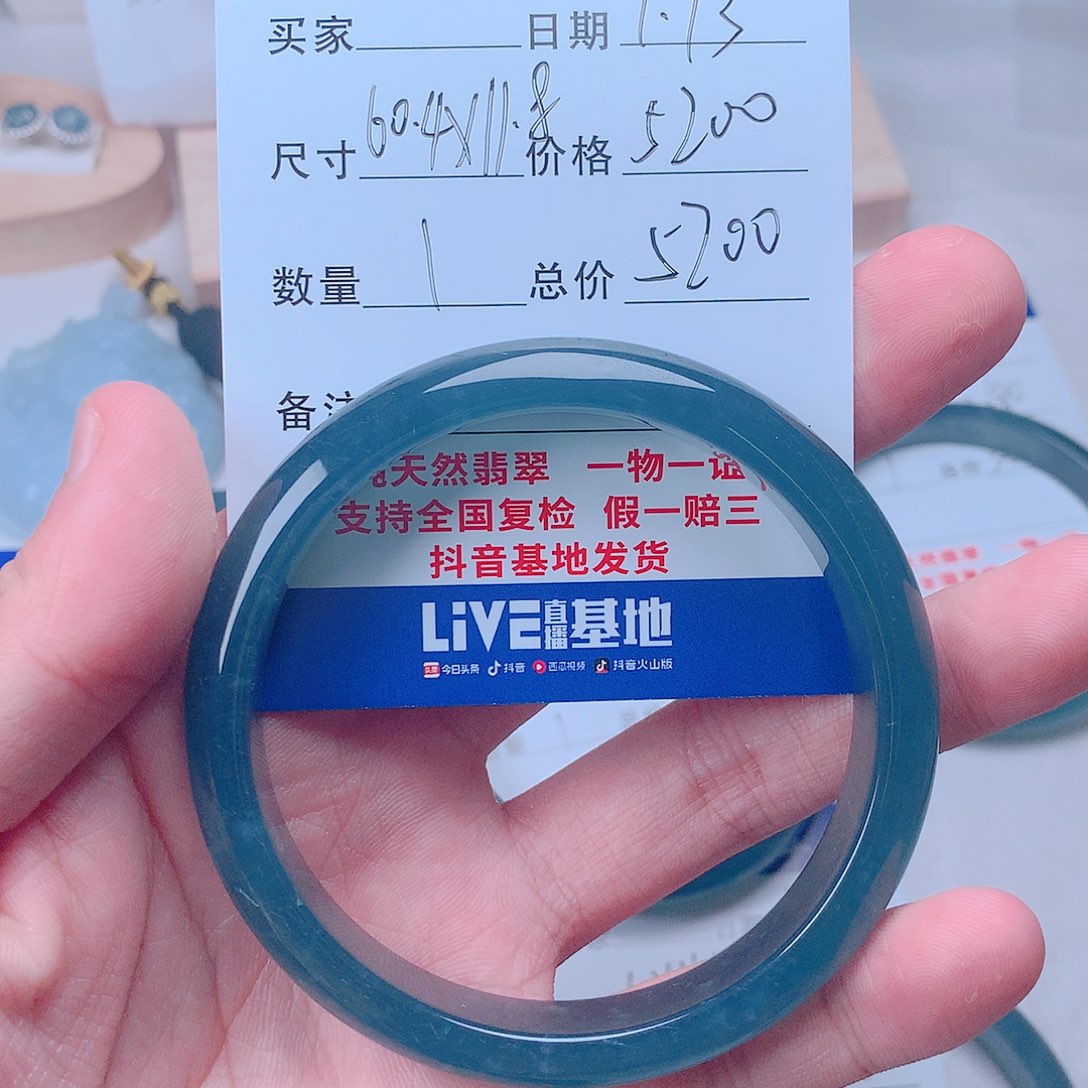 买家 日期 1.13
尺寸 60.4X11.8 价格 5200
数量 1 总价 5200
备注
纯天然翡翠 一物一证
支持全国复检 假一赔三
抖音基地发货
LiVE直播基地
头条 今日头条 抖音 西瓜视频 抖音火山版